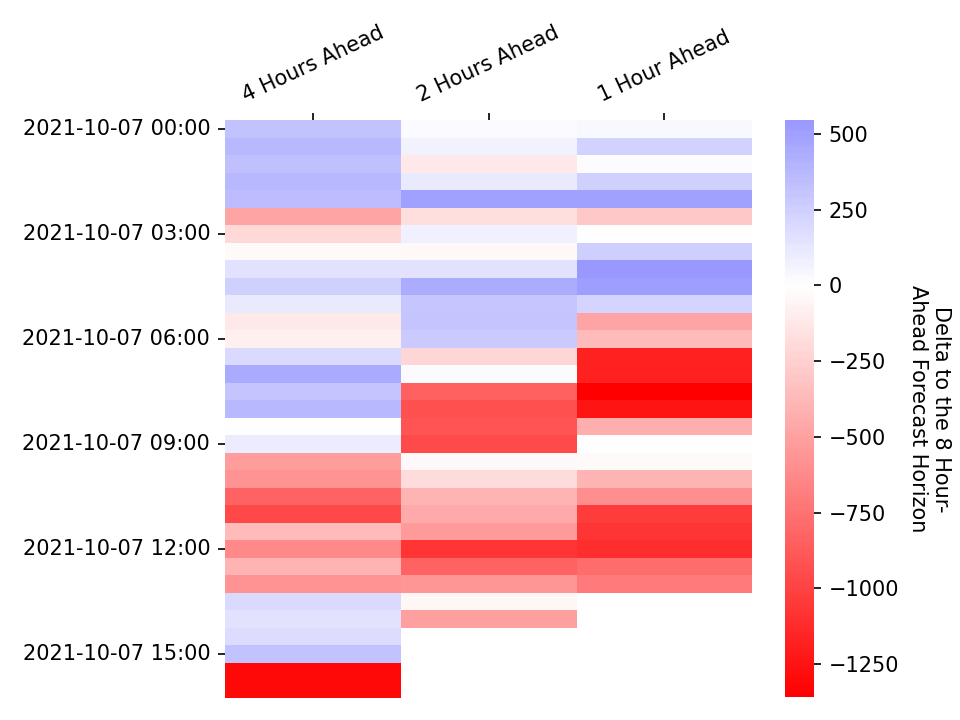 4 Hours Ahead
2 Hours Ahead
1 Hour Ahead
2021-10-07 00:00
2021-10-07 03:00
2021-10-07 06:00
2021-10-07 09:00
2021-10-07 12:00
2021-10-07 15:00
500
250
0
−250
−500
−750
−1000
−1250
Delta to the 8 Hour-
Ahead Forecast Horizon